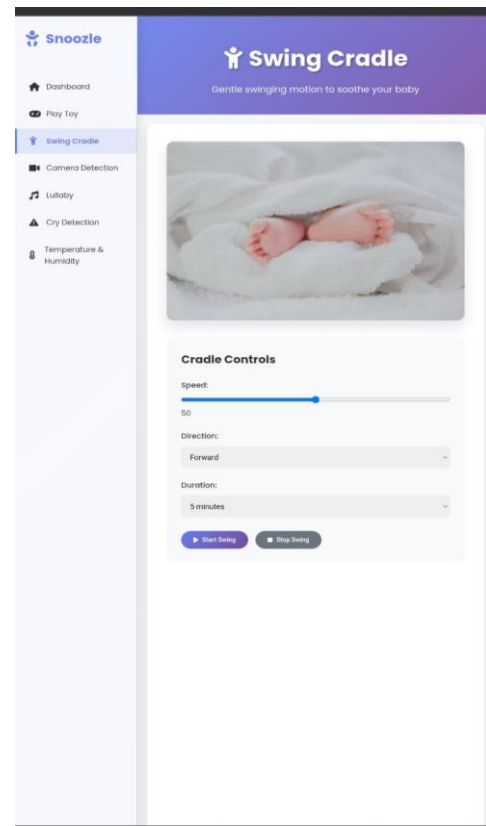 Snoozle
Dashboard
Play Toy
Swing Cradle
Camera Detection
Lullaby
Cry Detection
Temperature &
Humidity
Swing Cradle
Gentle swinging motion to soothe your baby
Cradle Controls
Speed:
50
Direction:
Forward
Duration:
5 minutes
Start Swing
Stop Swing